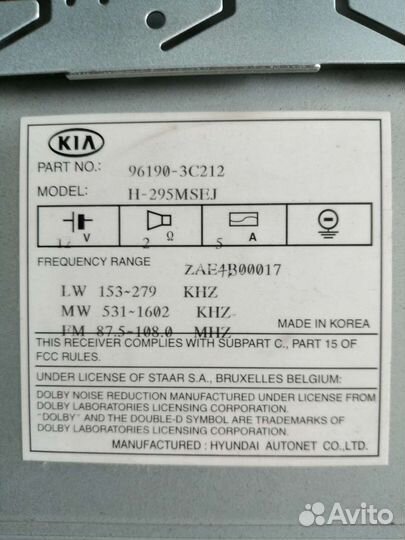 KIA
PART NO.: 96190-3C212
MODEL: H-295MSEJ
V 2 Ω 5 A
FREQUENCY RANGE
ZAE4B00017
LW 153~279 KHZ
MW 531~1602 KHZ
FM 87.5~108.0 MHZ
MADE IN KOREA
THIS RECEIVER COMPLIES WITH SUBPART C., PART 15 OF
FCC RULES.
UNDER LICENSE OF STAAR S.A., BRUXELLES BELGIUM:
DOLBY NOISE REDUCTION MANUFACTURED UNDER LICENSE FROM
DOLBY LABORATORIES LICENSING CORPORATION.
"DOLBY" AND THE DOUBLE-D SYMBOL ARE TRADEMARKS OF
DOLBY LABORATORIES LICENSING CORPORATION.
MANUFACTURED : HYUNDAI AUTONET CO.,LTD.
Avito